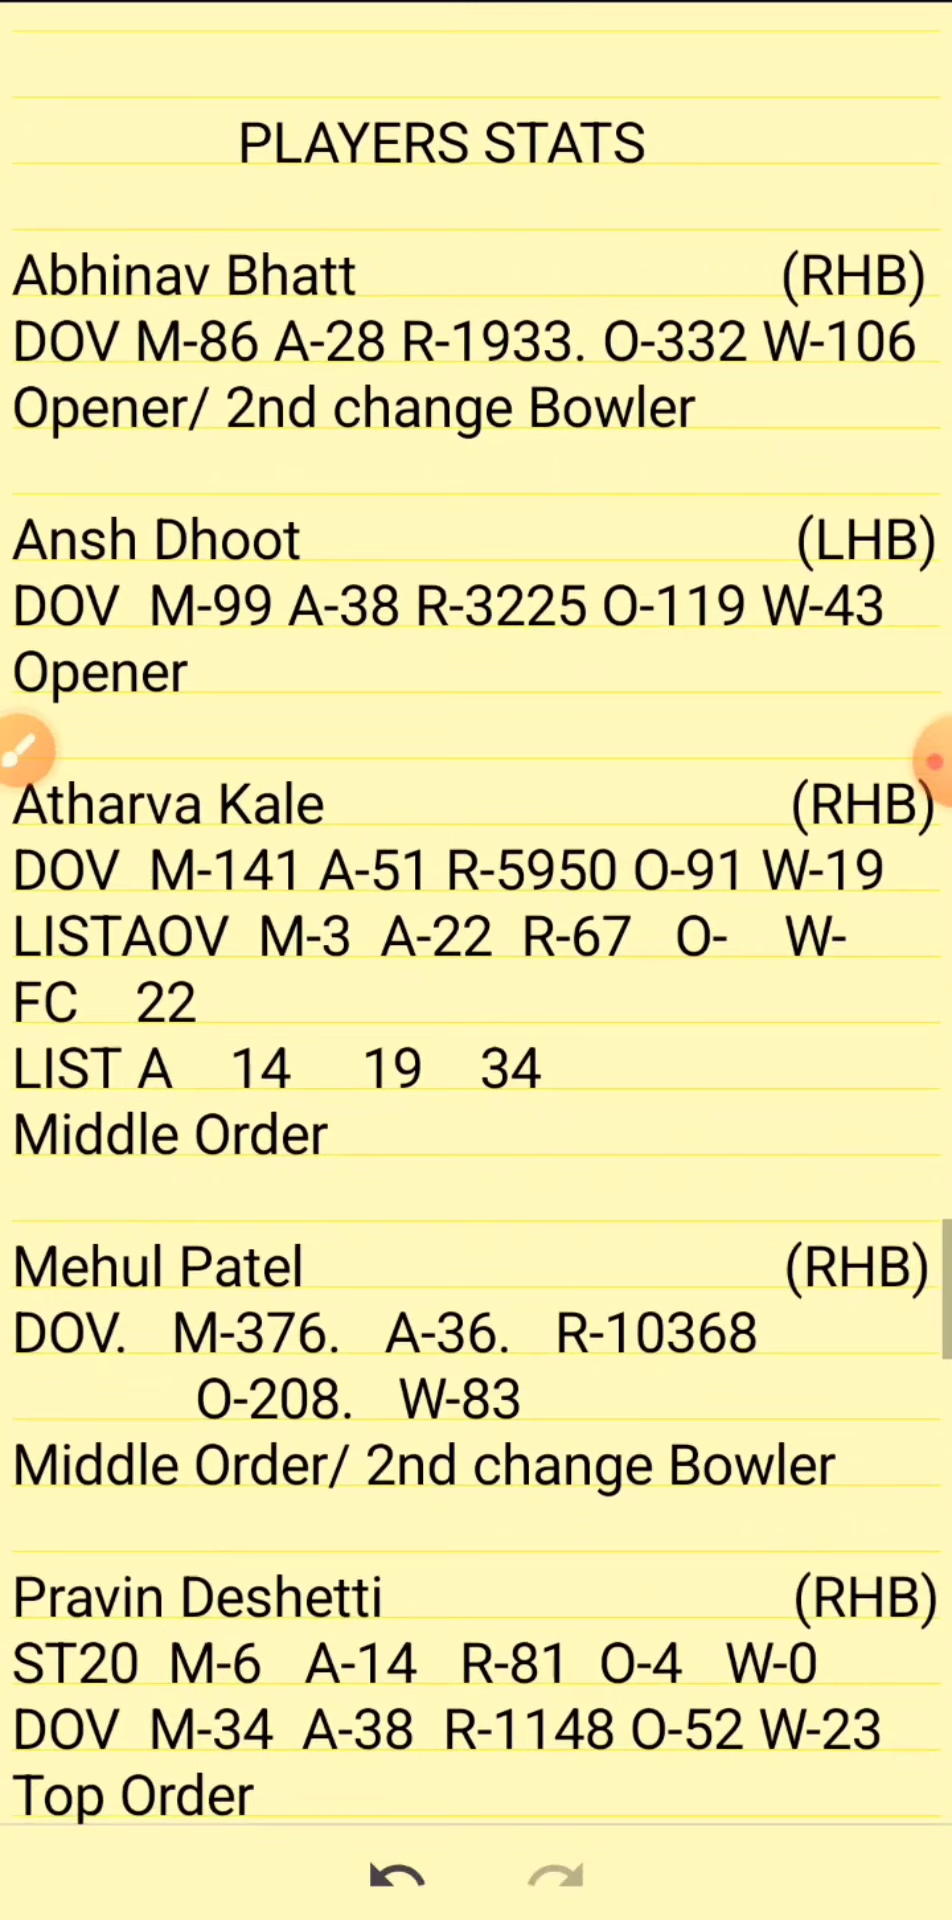 PLAYERS STATS
Abhinav Bhatt (RHB)
DOV M-86 A-28 R-1933. O-332 W-106
Opener/ 2nd change Bowler
Ansh Dhoot (LHB)
DOV M-99 A-38 R-3225 O-119 W-43
Opener
Atharva Kale (RHB)
DOV M-141 A-51 R-5950 O-91 W-19
LISTAOV M-3 A-22 R-67 O- W-
FC 22
LIST A 14 19 34
Middle Order
Mehul Patel (RHB)
DOV. M-376. A-36. R-10368
O-208. W-83
Middle Order/ 2nd change Bowler
Pravin Deshetti (RHB)
ST20 M-6 A-14 R-81 O-4 W-0
DOV M-34 A-38 R-1148 O-52 W-23
Top Order